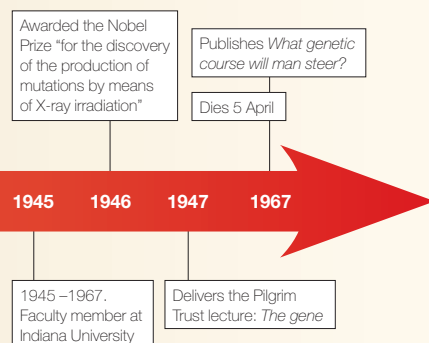 Awarded the Nobel
Prize “for the discovery
of the production of
mutations by means
of X-ray irradiation”
Publishes What genetic
course will man steer?
Dies 5 April
1945 1946 1947 1967
1945 –1967.
Faculty member at
Indiana University
Delivers the Pilgrim
Trust lecture: The gene